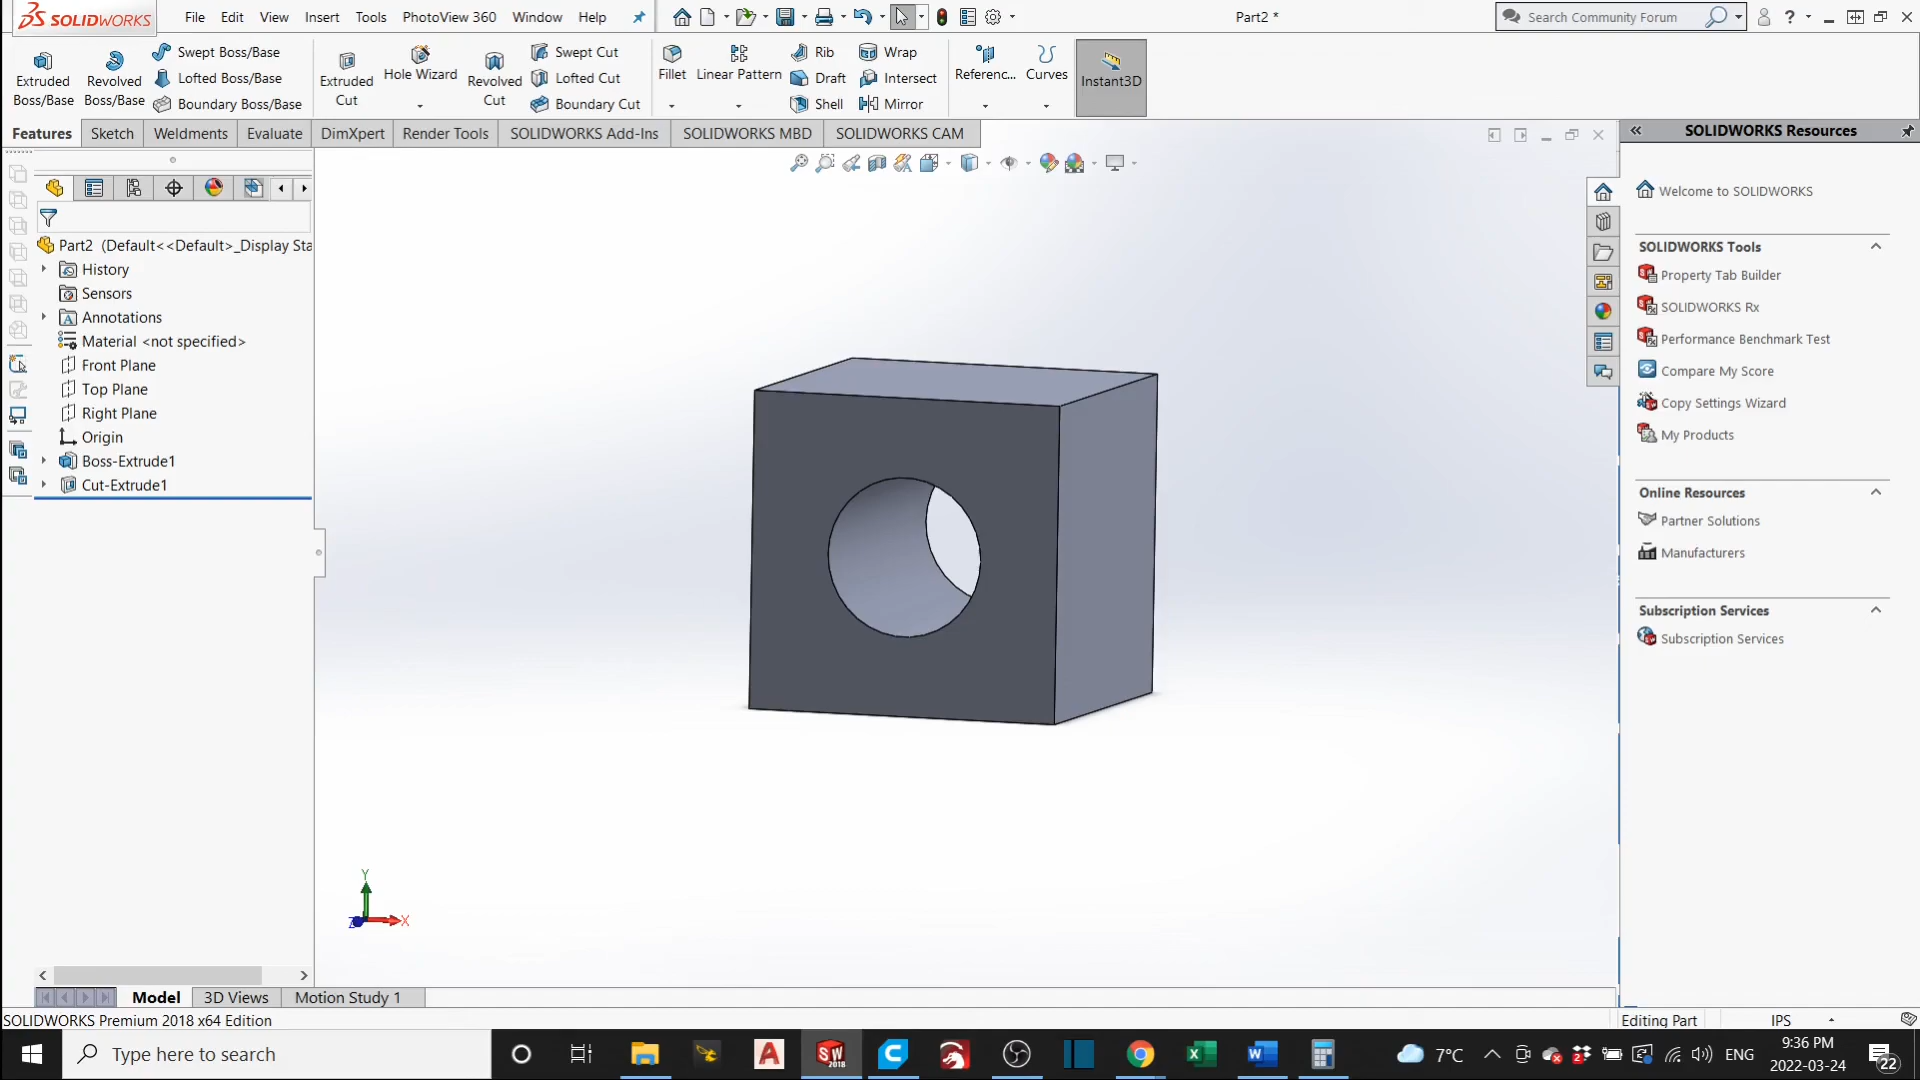 SOLIDWORKS
File Edit View Insert Tools PhotoView 360 Window Help
Part2 *
Search Community Forum
Extruded Boss/Base
Revolved Boss/Base
Swept Boss/Base
Lofted Boss/Base
Boundary Boss/Base
Extruded Cut
Hole Wizard
Revolved Cut
Swept Cut
Lofted Cut
Boundary Cut
Fillet
Linear Pattern
Rib
Draft
Shell
Wrap
Intersect
Mirror
Referenc...
Curves
Instant3D
Features Sketch Weldments Evaluate DimXpert Render Tools SOLIDWORKS Add-Ins SOLIDWORKS MBD SOLIDWORKS CAM
Part2 (Default<<Default>_Display Sta
History
Sensors
Annotations
Material <not specified>
Front Plane
Top Plane
Right Plane
Origin
Boss-Extrude1
Cut-Extrude1
Y
X
Z
SOLIDWORKS Resources
Welcome to SOLIDWORKS
SOLIDWORKS Tools
Property Tab Builder
SOLIDWORKS Rx
Performance Benchmark Test
Compare My Score
Copy Settings Wizard
My Products
Online Resources
Partner Solutions
Manufacturers
Subscription Services
Subscription Services
Model 3D Views Motion Study 1
SOLIDWORKS Premium 2018 x64 Edition
Editing Part
IPS
Type here to search
SW
2018
7°C
ENG
9:36 PM
2022-03-24
22